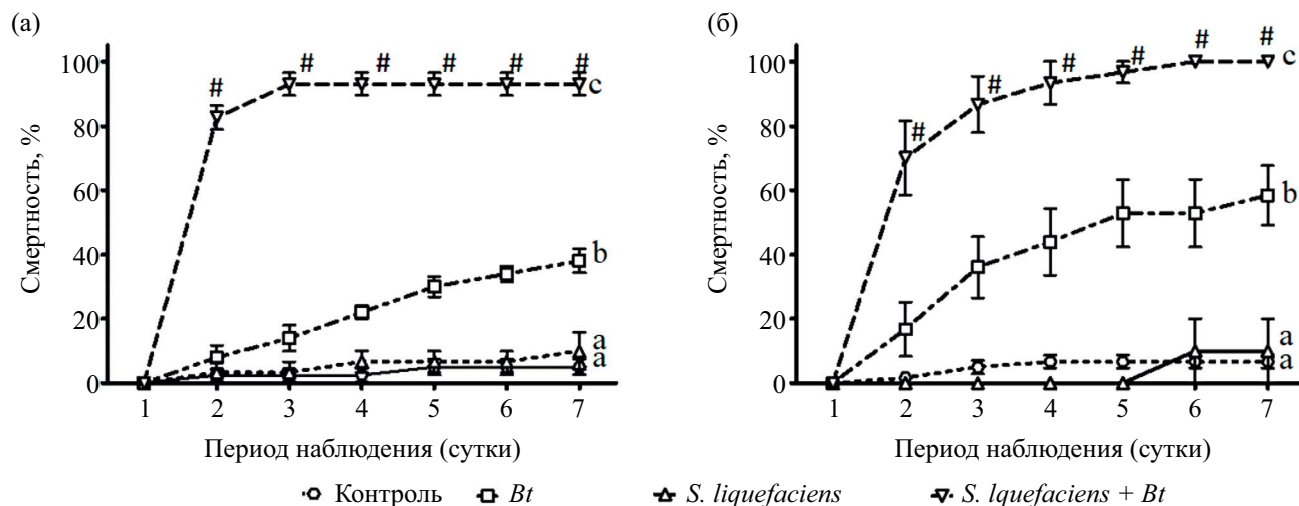 (а)
# # # # # #
100
80
60
40
20
0
Смертность, %
c
b
a
a
1 2 3 4 5 6 7
Период наблюдения (сутки)
(б)
# # # # # #
100
80
60
40
20
0
Смертность, %
c
b
a
a
1 2 3 4 5 6 7
Период наблюдения (сутки)
Контроль Bt S. liquefaciens S. lquefaciens + Bt